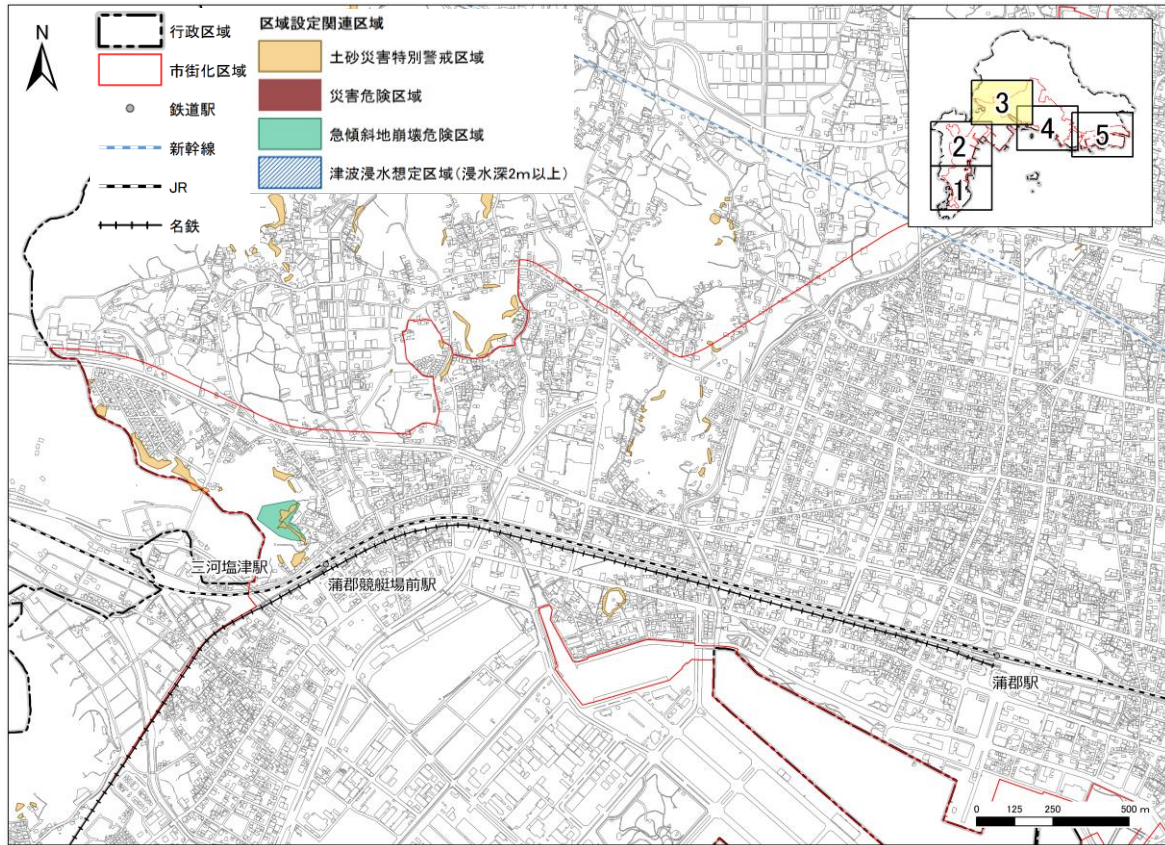 N
行政区域
市街化区域
鉄道駅
新幹線
JR
名鉄
区域設定関連区域
土砂災害特別警戒区域
災害危険区域
急傾斜地崩壊危険区域
津波浸水想定区域(浸水深2m以上)
3
4
5
2
1
三河塩津駅
蒲郡競艇場前駅
蒲郡駅
0 125 250 500 m